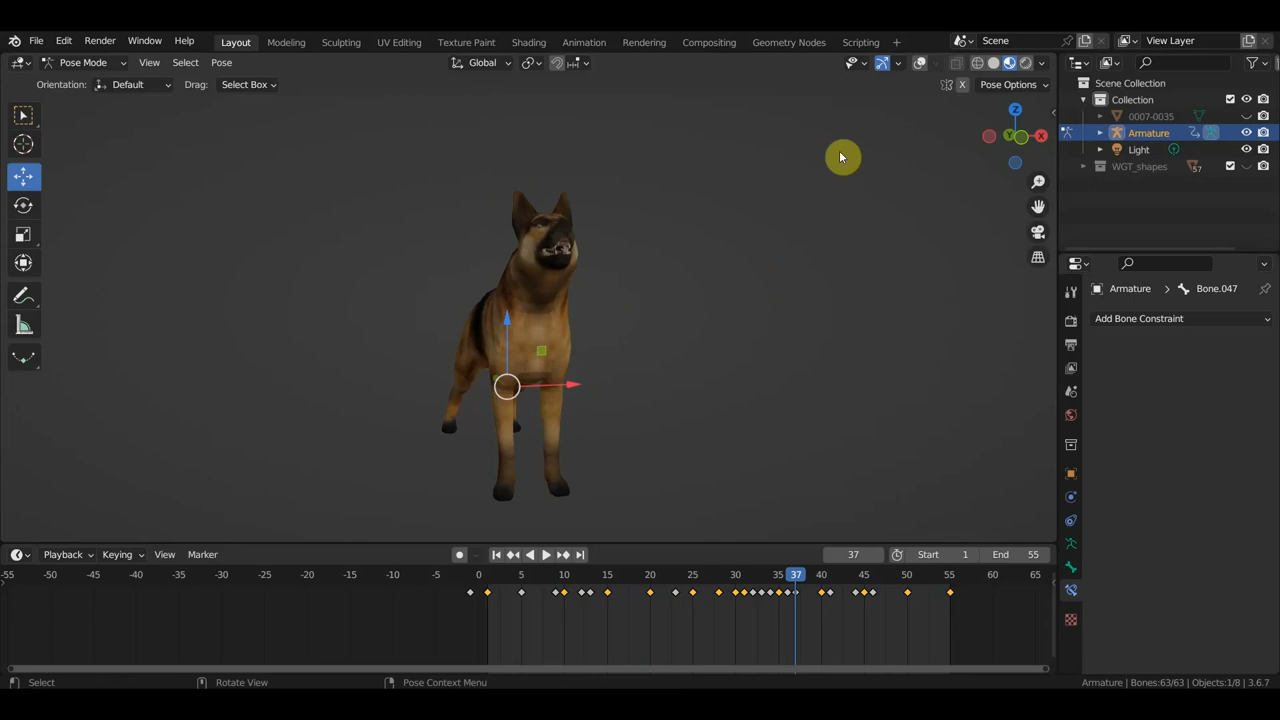 File Edit Render Window Help Layout Modeling Sculpting UV Editing Texture Paint Shading Animation Rendering Compositing Geometry Nodes Scripting + Scene View Layer
Pose Mode View Select Pose Global
Orientation: Default Drag: Select Box X Pose Options
Scene Collection
Collection
0007-0035
Armature
Light
WGT_shapes 57
Z
Y X
Armature > Bone.047
Add Bone Constraint
Playback Keying View Marker 37 Start 1 End 55
-55 -50 -45 -40 -35 -30 -25 -20 -15 -10 -5 0 5 10 15 20 25 30 35 37 40 45 50 55 60 65
Select Rotate View Pose Context Menu Armature | Bones:63/63 | Objects:1/8 | 3.6.7